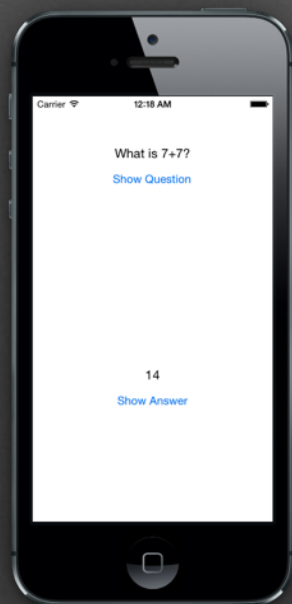 Carrier 12:18 AM
What is 7+7?
Show Question
14
Show Answer